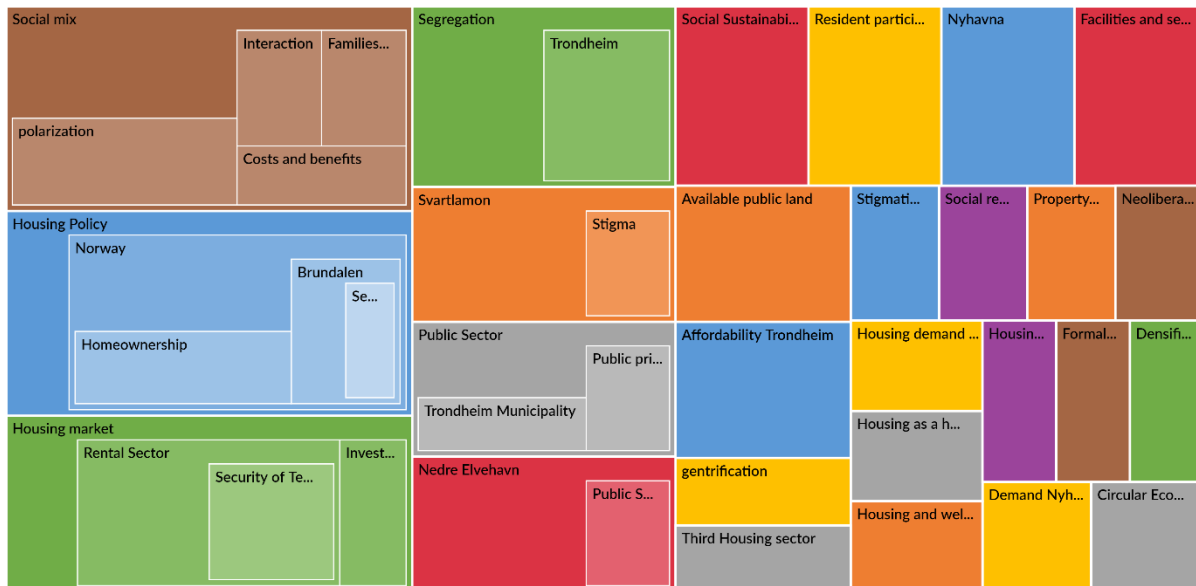 Social mix
Interaction
Families...
polarization
Costs and benefits
Housing Policy
Norway
Brundalen
Se...
Homeownership
Housing market
Rental Sector
Invest...
Security of Te...
Segregation
Trondheim
Svartlamon
Stigma
Public Sector
Public pri...
Trondheim Municipality
Nedre Elvehavn
Public S...
Social Sustainabi...
Resident partici...
Nyhavna
Facilities and se...
Available public land
Stigmati...
Social re...
Property...
Neolibera...
Affordability Trondheim
Housing demand ...
Housin...
Formal...
Densifi...
Housing as a h...
gentrification
Demand Nyh...
Circular Eco...
Housing and wel...
Third Housing sector